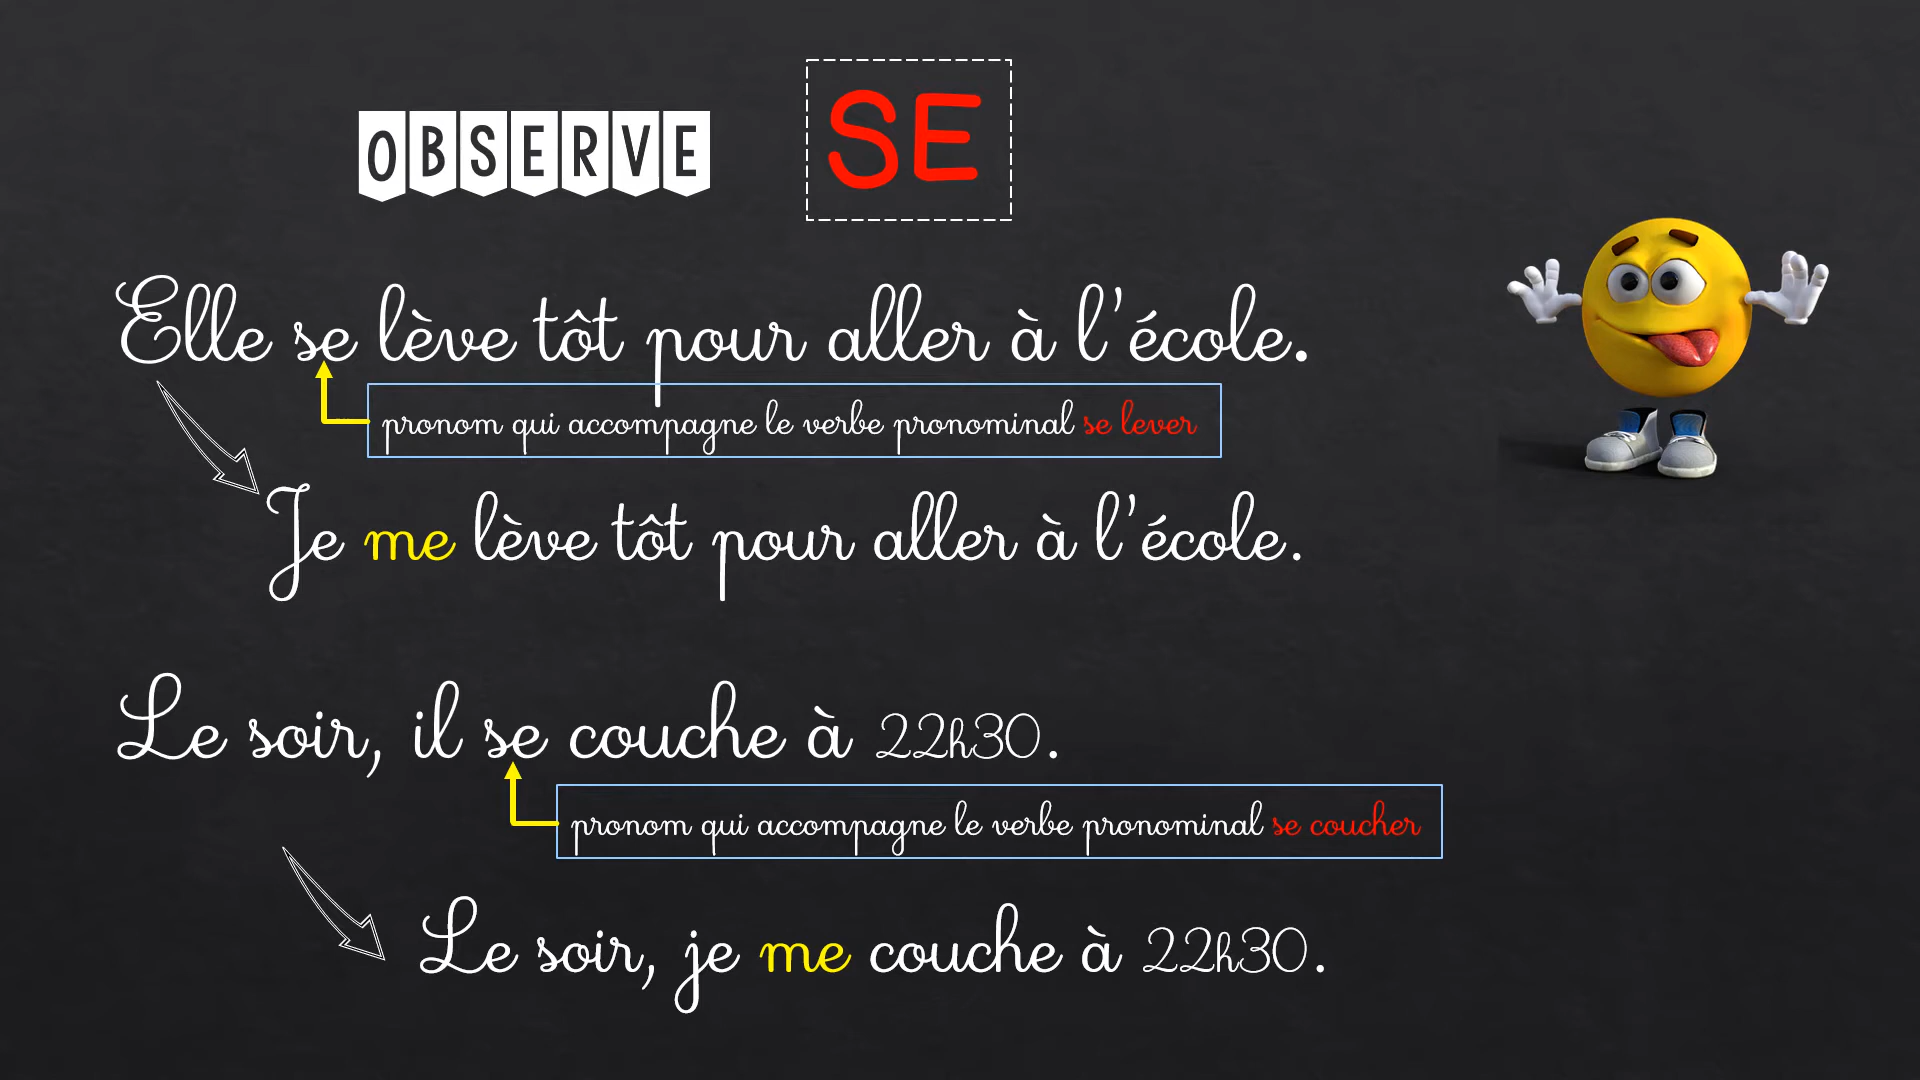 OBSERVE SE
Elle se lève tôt pour aller à l'école.
pronom qui accompagne le verbe pronominal se lever
Je me lève tôt pour aller à l'école.
Le soir, il se couche à 22h30.
pronom qui accompagne le verbe pronominal se coucher
Le soir, je me couche à 22h30.